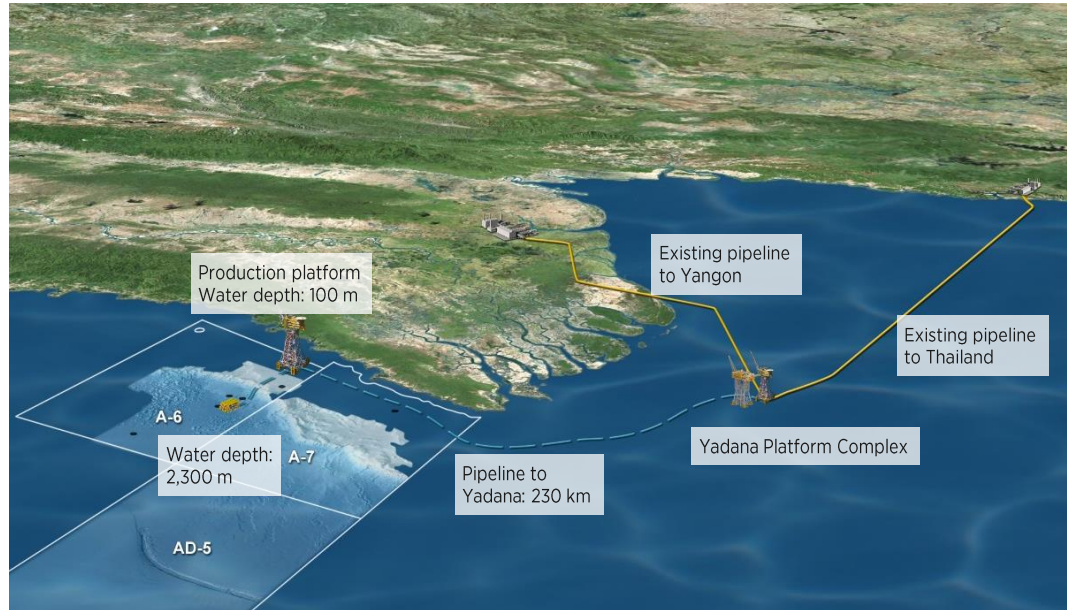 Production platform
Water depth: 100 m
Existing pipeline
to Yangon
Existing pipeline
to Thailand
A-6
Water depth:
2,300 m
A-7
Yadana Platform Complex
Pipeline to
Yadana: 230 km
AD-5